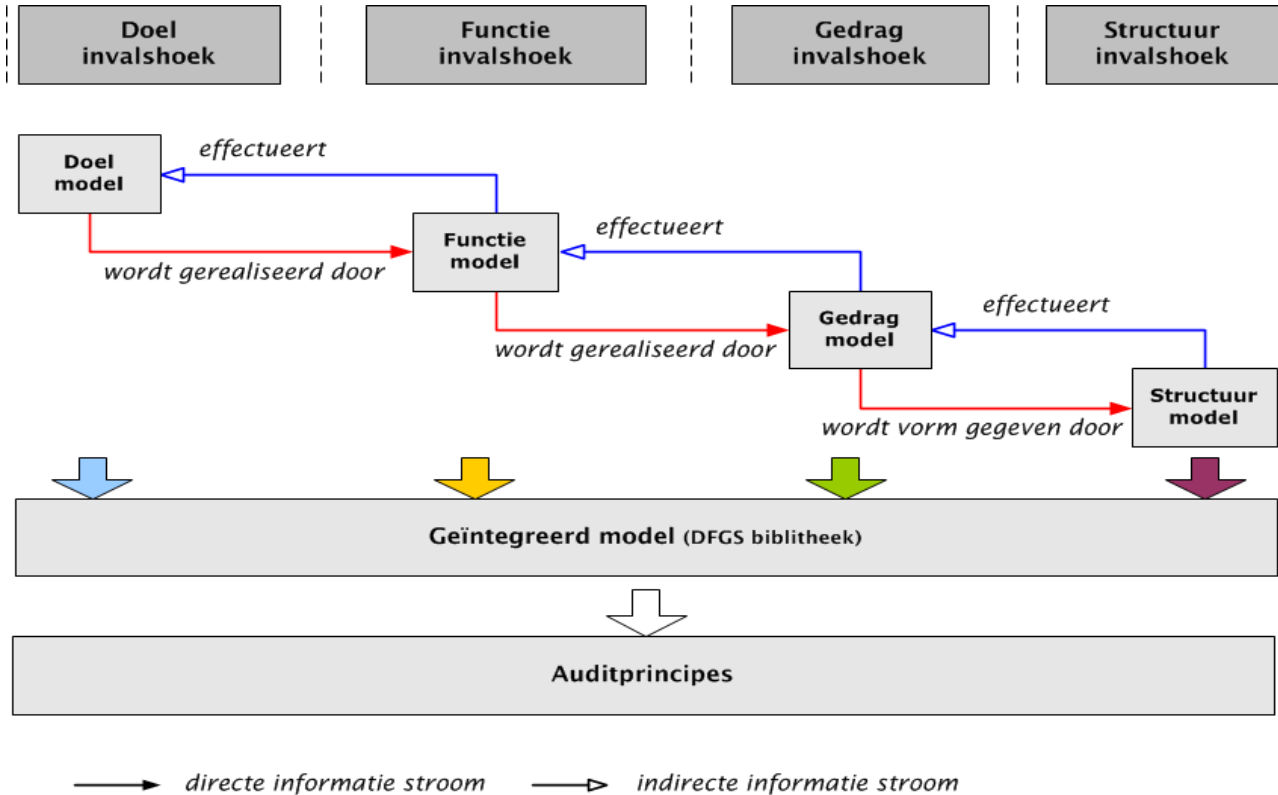 Doel
invalshoek
Functie
invalshoek
Gedrag
invalshoek
Structuur
invalshoek
effectueert
Doel
model
effectueert
Functie
model
wordt gerealiseerd door
effectueert
Gedrag
model
wordt gerealiseerd door
Structuur
model
wordt vorm gegeven door
Geïntegreerd model (DFGS biblitheek)
Auditprincipes
directe informatie stroom
indirecte informatie stroom